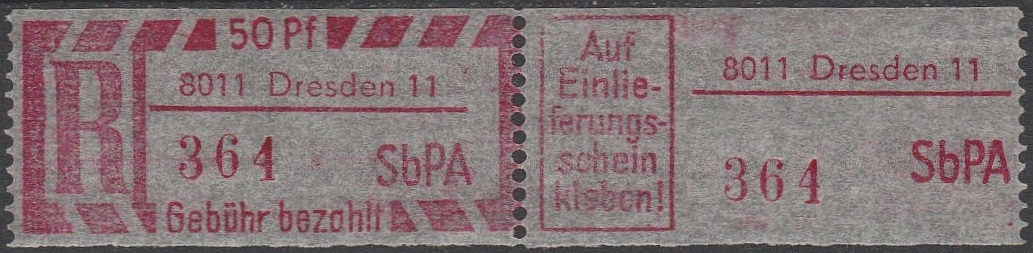 50 Pf
R
8011 Dresden 11
364
SbPA
Gebühr bezahlt
Auf
Einlie-
ferungs-
schein
kleben!
8011 Dresden 11
364
SbPA